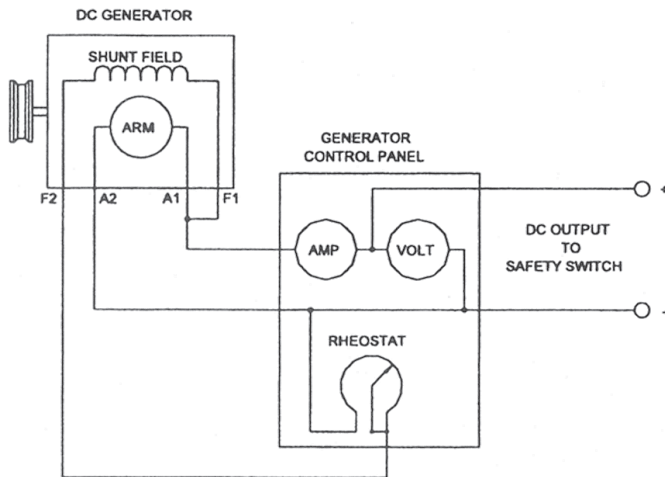 DC GENERATOR
SHUNT FIELD
ARM
F2
A2
A1
F1
GENERATOR
CONTROL PANEL
AMP
VOLT
+
DC OUTPUT
TO
SAFETY SWITCH
-
RHEOSTAT